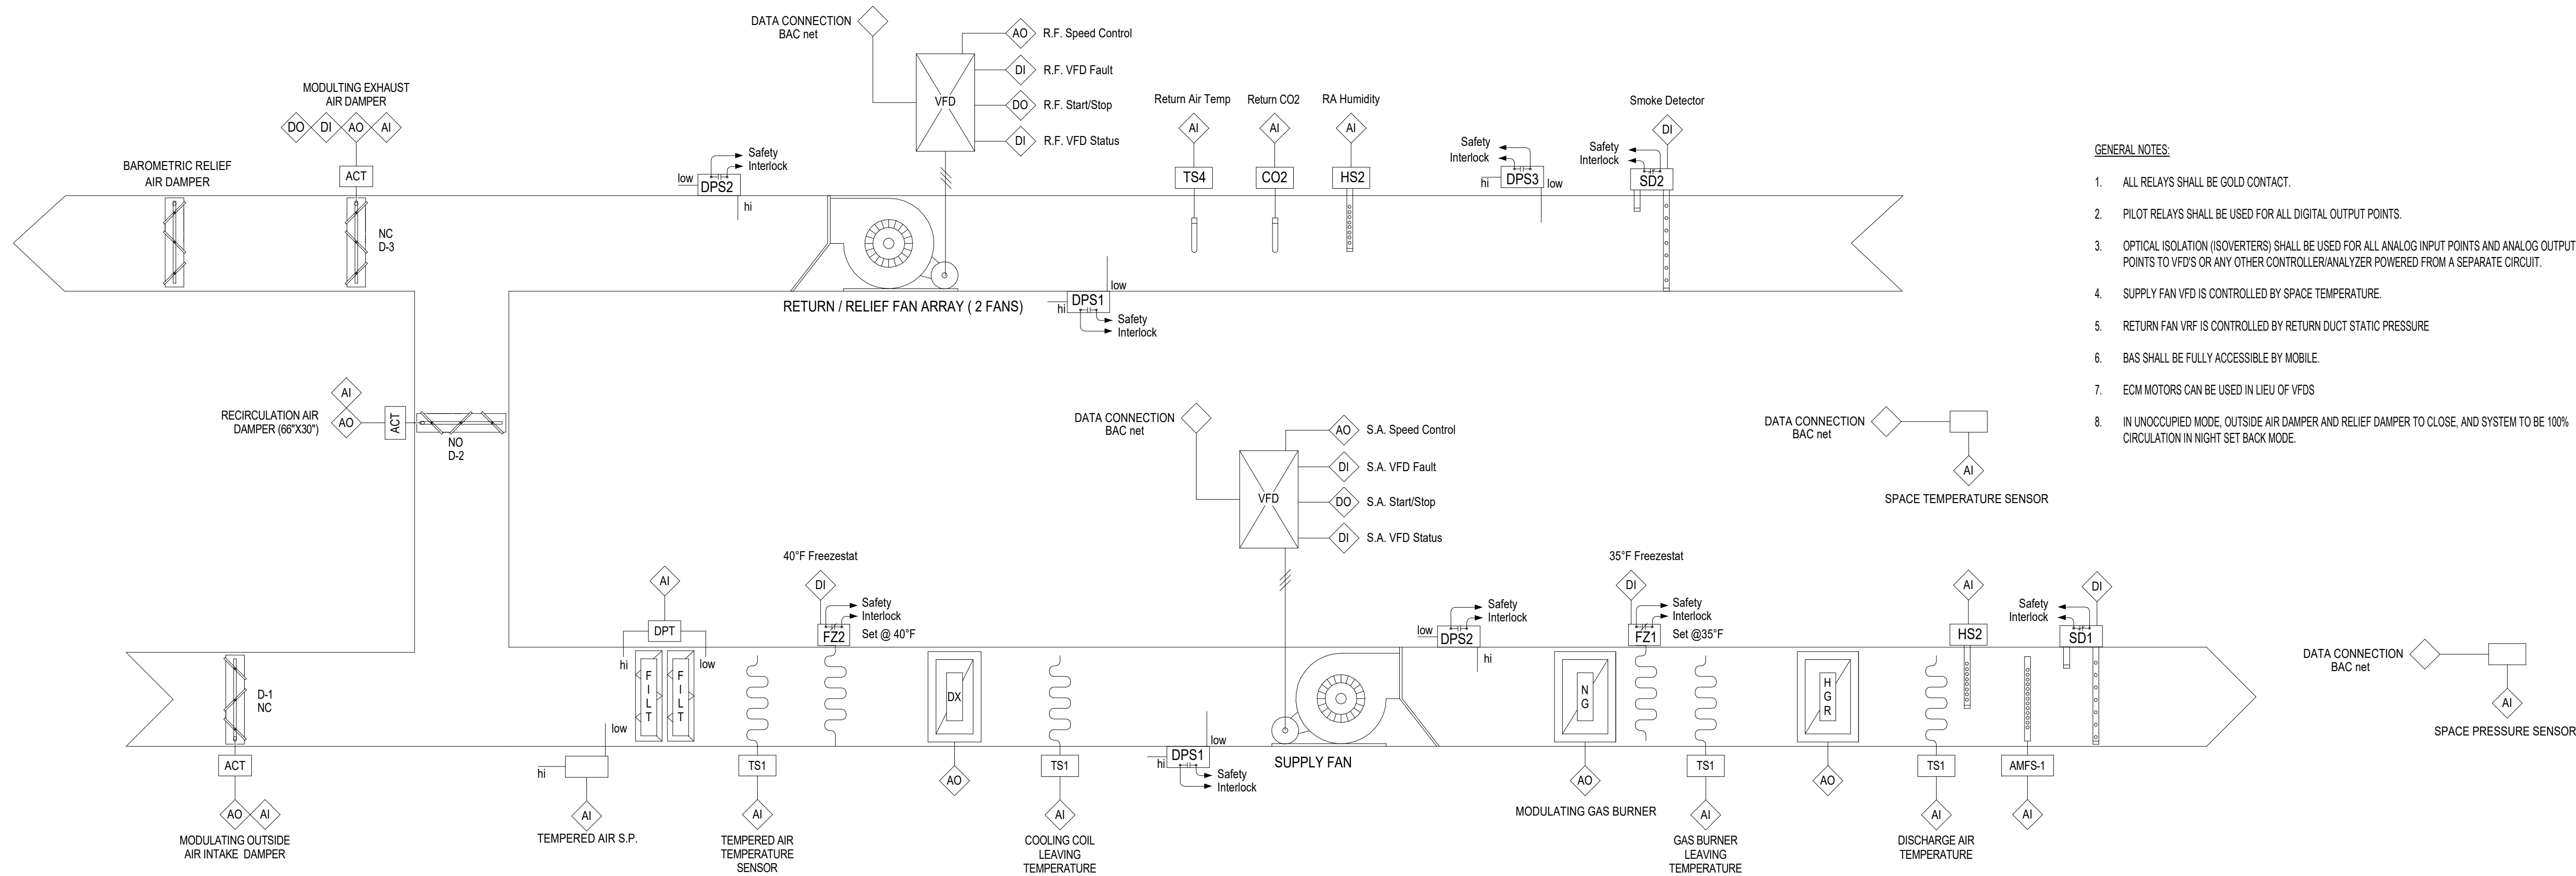 DATA CONNECTION
BAC net
AO R.F. Speed Control
DI R.F. VFD Fault
VFD
DO R.F. Start/Stop
DI R.F. VFD Status
MODULTING EXHAUST
AIR DAMPER
DO DI AO AI
ACT
BAROMETRIC RELIEF
AIR DAMPER
NC
D-3
Safety
Interlock
low
DPS2
hi
RETURN / RELIEF FAN ARRAY ( 2 FANS)
low
DPS1
hi
Safety
Interlock
Return Air Temp
AI
TS4
Return CO2
AI
CO2
RA Humidity
AI
HS2
Safety
Interlock
hi
DPS3
low
Smoke Detector
DI
Safety
Interlock
SD2
GENERAL NOTES:
1. ALL RELAYS SHALL BE GOLD CONTACT.
2. PILOT RELAYS SHALL BE USED FOR ALL DIGITAL OUTPUT POINTS.
3. OPTICAL ISOLATION (ISOVERTERS) SHALL BE USED FOR ALL ANALOG INPUT POINTS AND ANALOG OUTPUT
POINTS TO VFD'S OR ANY OTHER CONTROLLER/ANALYZER POWERED FROM A SEPARATE CIRCUIT.
4. SUPPLY FAN VFD IS CONTROLLED BY SPACE TEMPERATURE.
5. RETURN FAN VRF IS CONTROLLED BY RETURN DUCT STATIC PRESSURE
6. BAS SHALL BE FULLY ACCESSIBLE BY MOBILE.
7. ECM MOTORS CAN BE USED IN LIEU OF VFDS
8. IN UNOCCUPIED MODE, OUTSIDE AIR DAMPER AND RELIEF DAMPER TO CLOSE, AND SYSTEM TO BE 100%
CIRCULATION IN NIGHT SET BACK MODE.
AI
AO
ACT
RECIRCULATION AIR
DAMPER (66"X30")
NO
D-2
DATA CONNECTION
BAC net
AO S.A. Speed Control
DI S.A. VFD Fault
VFD
DO S.A. Start/Stop
DI S.A. VFD Status
DATA CONNECTION
BAC net
AI
SPACE TEMPERATURE SENSOR
D-1
NC
ACT
AO AI
MODULATING OUTSIDE
AIR INTAKE DAMPER
AI
DPT
hi
low
FILT
FILT
low
hi
AI
TEMPERED AIR S.P.
TS1
AI
TEMPERED AIR
TEMPERATURE
SENSOR
40°F Freezestat
DI
Safety
Interlock
FZ2
Set @ 40°F
DX
AO
TS1
AI
COOLING COIL
LEAVING
TEMPERATURE
low
DPS1
hi
Safety
Interlock
SUPPLY FAN
Safety
Interlock
low
DPS2
hi
NG
AO
MODULATING GAS BURNER
35°F Freezestat
DI
Safety
Interlock
FZ1
Set @35°F
TS1
AI
GAS BURNER
LEAVING
TEMPERATURE
HGR
AO
TS1
AI
DISCHARGE AIR
TEMPERATURE
AI
HS2
AMFS-1
AI
DI
Safety
Interlock
SD1
DATA CONNECTION
BAC net
AI
SPACE PRESSURE SENSOR